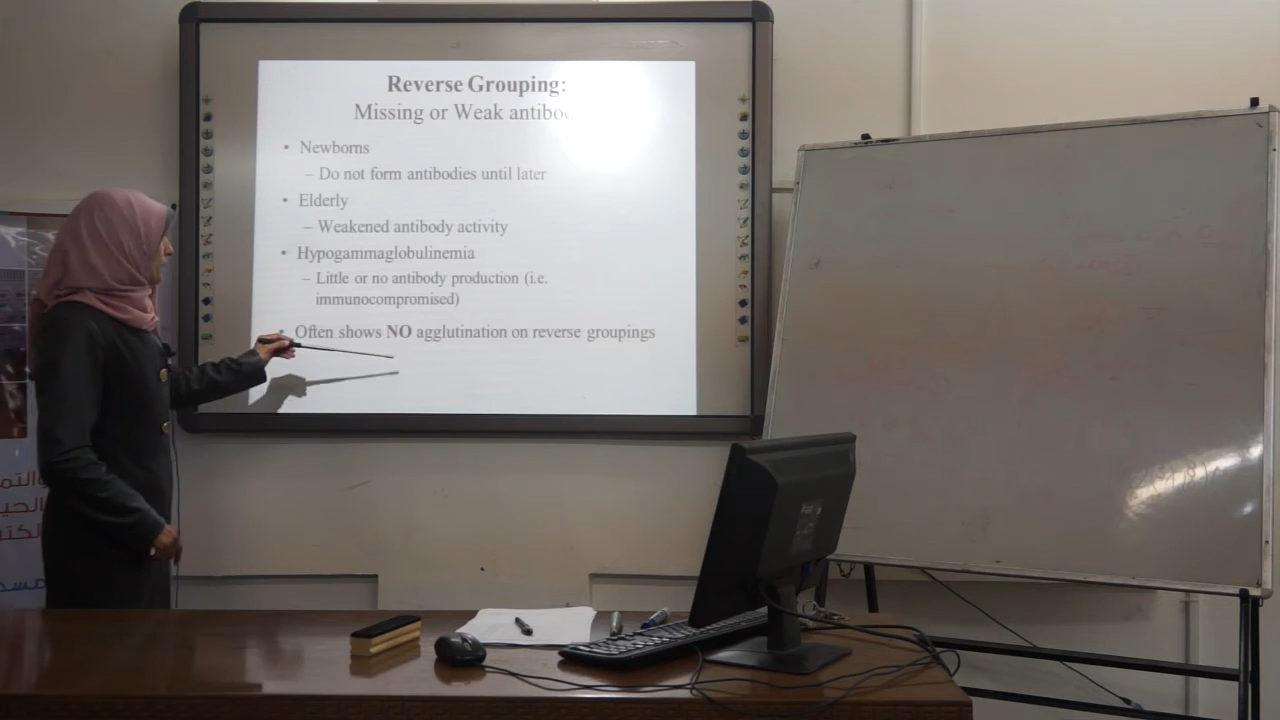 Reverse Grouping:
Missing or Weak antiboc
• Newborns
– Do not form antibodies until later
• Elderly
– Weakened antibody activity
• Hypogammaglobulinemia
– Little or no antibody production (i.e.
immunocompromised)
• Often shows NO agglutination on reverse groupings